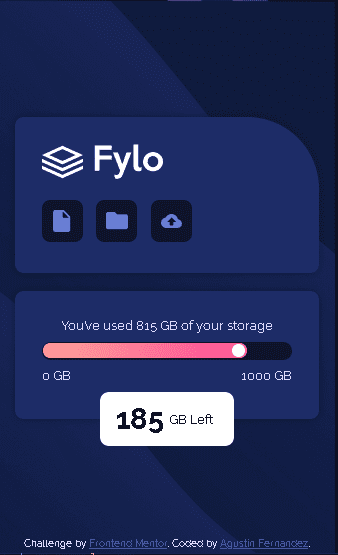 Fylo
You've used 815 GB of your storage
0 GB
1000 GB
185 GB Left
Challenge by Frontend Mentor. Coded by Agustin Fernandez.